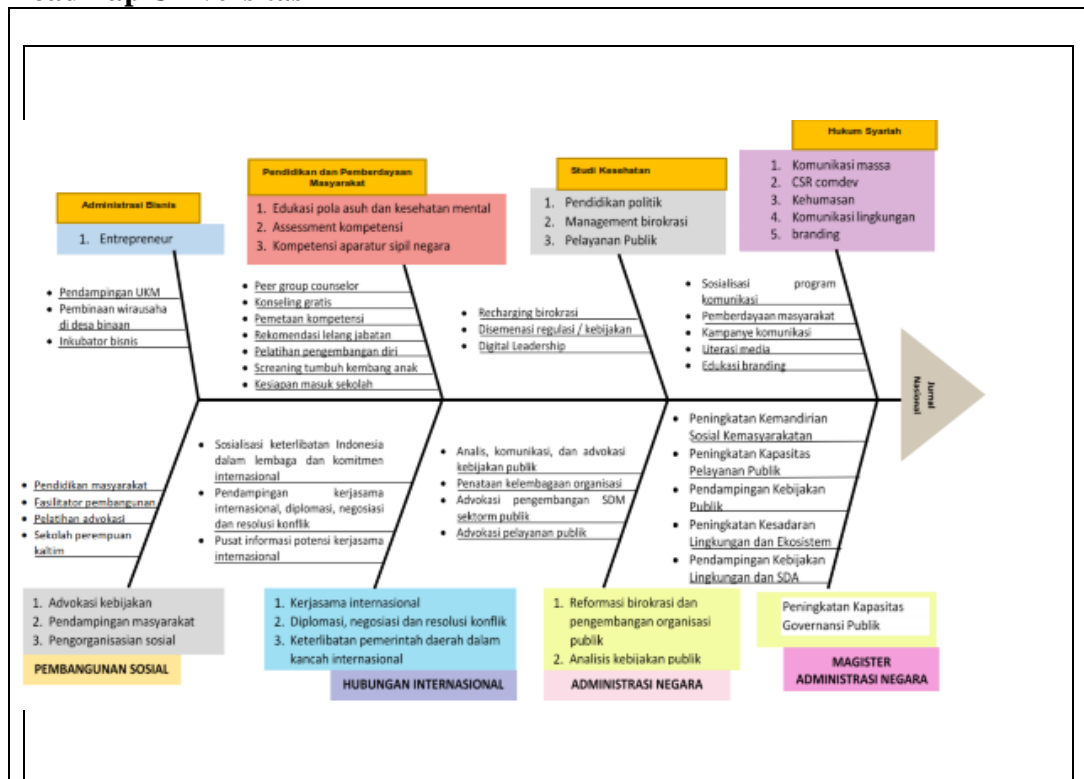 Hukum Syariah
1. Komunikasi massa
2. CSR comdev
3. Kehumasan
4. Komunikasi lingkungan
5. branding
Pendidikan dan Pemberdayaan
Masyarakat
1. Edukasi pola asuh dan kesehatan mental
2. Assessment kompetensi
3. Kompetensi aparatur sipil negara
Studi Kesehatan
1. Pendidikan politik
2. Management birokrasi
3. Pelayanan Publik
Administrasi Bisnis
1. Entrepreneur
• Pendampingan UKM
• Pembinaan wirausaha
di desa binaan
• Inkubator bisnis
• Peer group counselor
• Konseling gratis
• Pemetaan kompetensi
• Rekomendasi lelang jabatan
• Pelatihan pengembangan diri
• Screaning tumbuh kembang anak
• Kesiapan masuk sekolah
• Recharging birokrasi
• Disemenasi regulasi / kebijakan
• Digital Leadership
• Sosialisasi program
komunikasi
• Pemberdayaan masyarakat
• Kampanye komunikasi
• Literasi media
• Edukasi branding
Jurnal
Nasional
• Pendidikan masyarakat
• Fasilitator pembangunan
• Pelatihan advokasi
• Sekolah perempuan
kaltim
• Sosialisasi keterlibatan Indonesia
dalam lembaga dan komitmen
internasional
• Pendampingan kerjasama
internasional, diplomasi, negosiasi
dan resolusi konflik
• Pusat informasi potensi kerjasama
internasional
• Analis, komunikasi, dan advokasi
kebijakan publik
• Penataan kelembagaan organisasi
• Advokasi pengembangan SDM
sektorm publik
• Advokasi pelayanan publik
• Peningkatan Kemandirian
Sosial Kemasyarakatan
• Peningkatan Kapasitas
Pelayanan Publik
• Pendampingan Kebijakan
Publik
• Peningkatan Kesadaran
Lingkungan dan Ekosistem
• Pendampingan Kebijakan
Lingkungan dan SDA
1. Advokasi kebijakan
2. Pendampingan masyarakat
3. Pengorganisasian sosial
PEMBANGUNAN SOSIAL
1. Kerjasama internasional
2. Diplomasi, negosiasi dan resolusi konflik
3. Keterlibatan pemerintah daerah dalam
kancah internasional
HUBUNGAN INTERNASIONAL
1. Reformasi birokrasi dan
pengembangan organisasi
publik
2. Analisis kebijakan publik
ADMINISTRASI NEGARA
Peningkatan Kapasitas
Governansi Publik
MAGISTER
ADMINISTRASI NEGARA